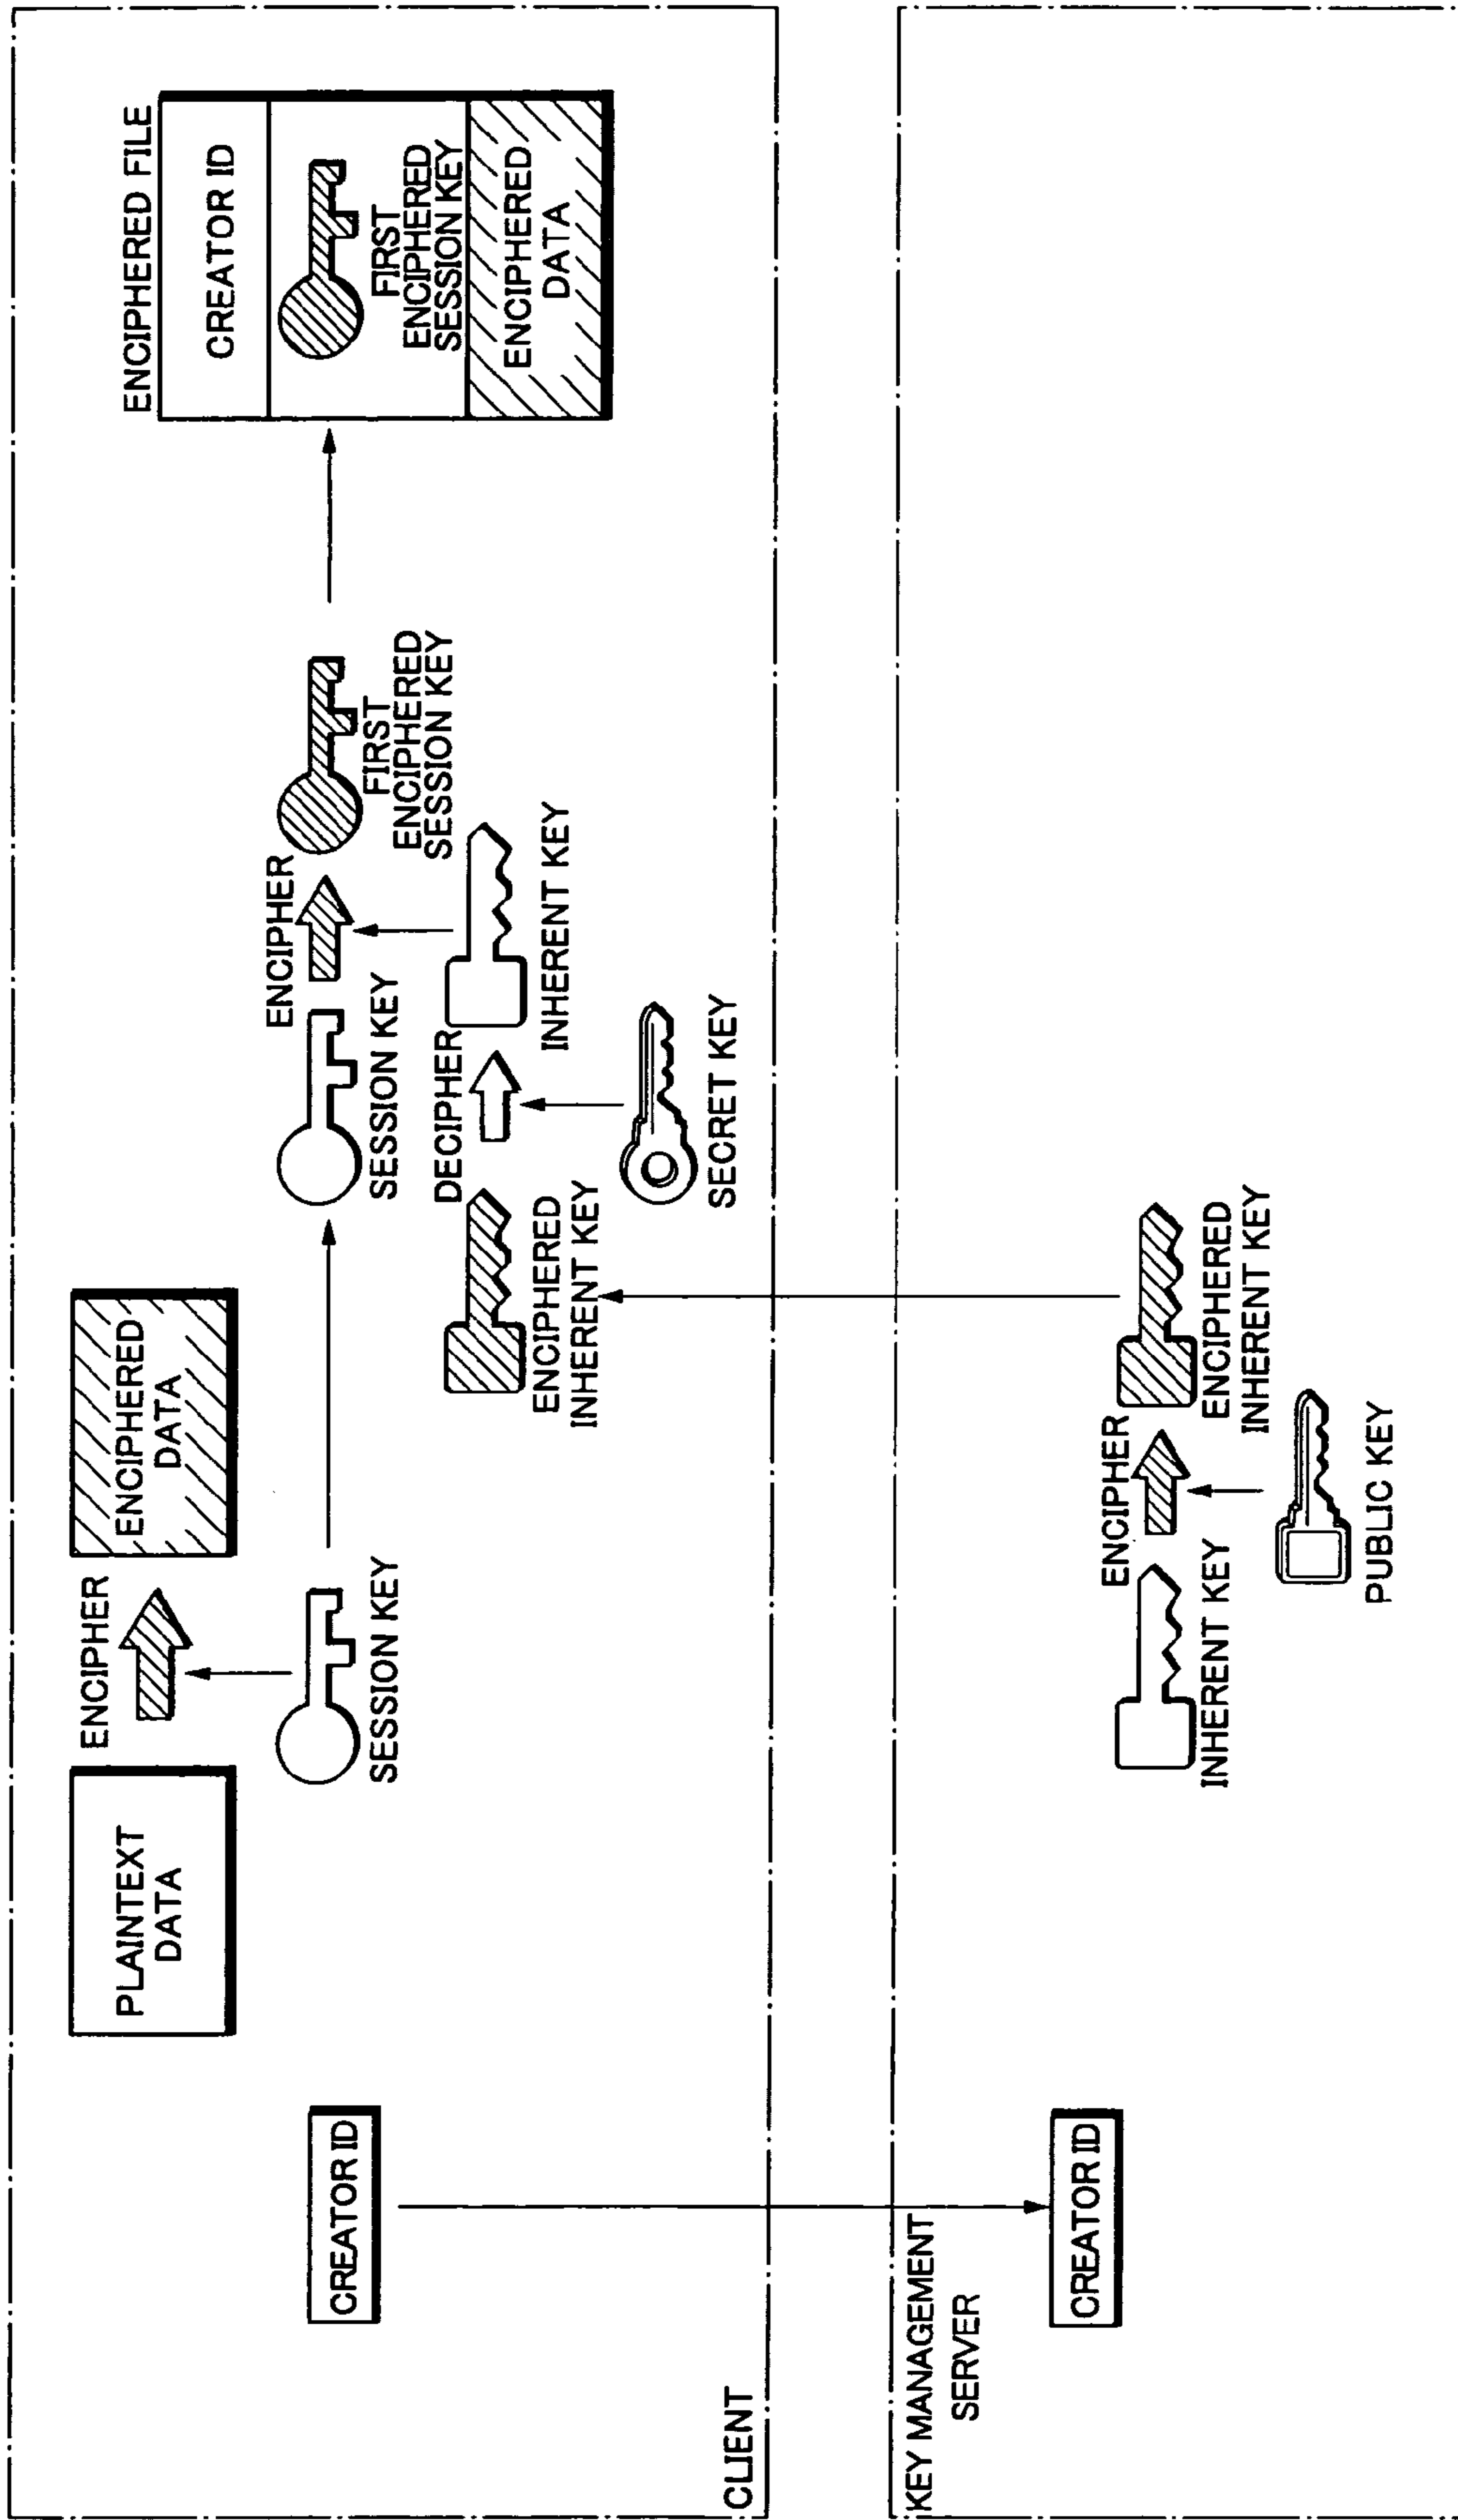 CLIENT
CREATOR ID
PLAINTEXT
DATA
ENCIPHER
ENCIPHERED
DATA
SESSION KEY
SESSION KEY
ENCIPHER
FIRST
ENCIPHERED
SESSION KEY
ENCIPHERED
INHERENT KEY
DECIPHER
INHERENT KEY
SECRET KEY
ENCIPHERED FILE
CREATOR ID
FIRST
ENCIPHERED
SESSION KEY
ENCIPHERED
DATA
KEY MANAGEMENT
SERVER
CREATOR ID
INHERENT KEY
ENCIPHER
ENCIPHERED
INHERENT KEY
PUBLIC KEY